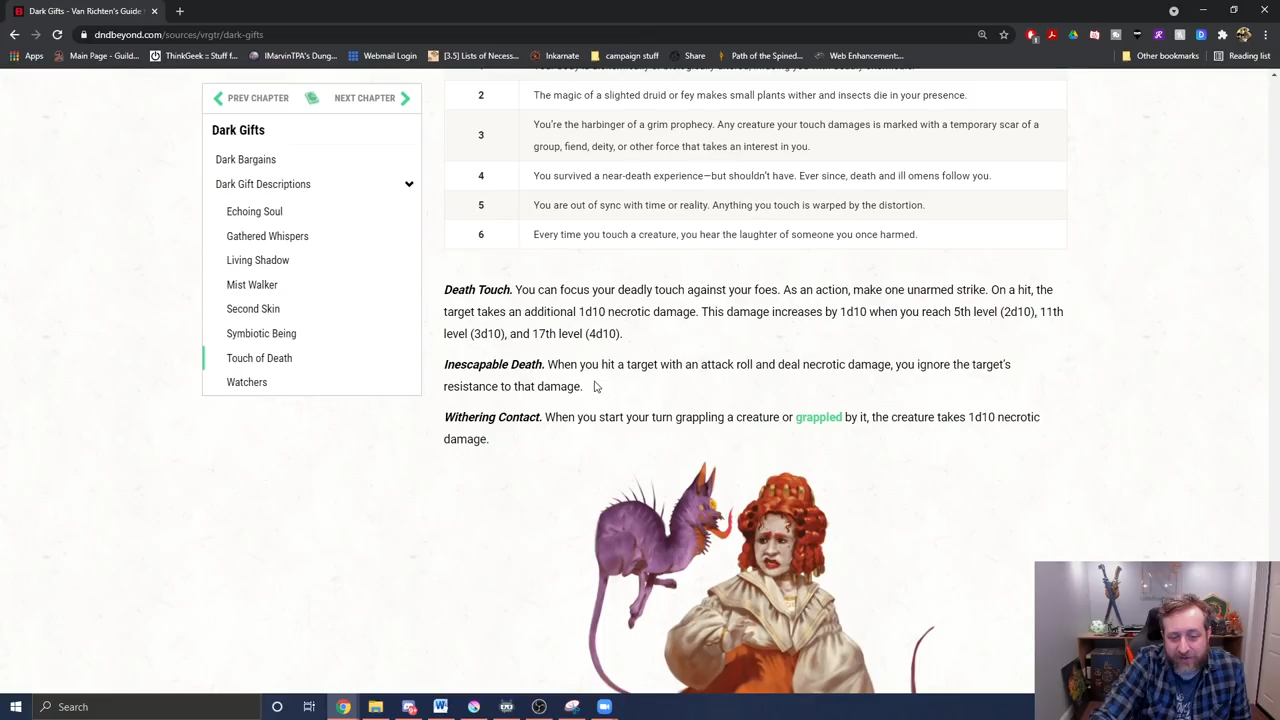 Dark Gifts - Van Richten's Guide
dndbeyond.com/sources/vrgtr/dark-gifts
Apps
Main Page - Guild...
ThinkGeek :: Stuff f...
IMarvinTPA's Dung...
Webmail Login
[3.5] Lists of Necess...
Inkarnate
campaign stuff
Share
Path of the Spined...
Web Enhancement:...
Other bookmarks
Reading list
PREV CHAPTER
NEXT CHAPTER
Dark Gifts
Dark Bargains
Dark Gift Descriptions
Echoing Soul
Gathered Whispers
Living Shadow
Mist Walker
Second Skin
Symbiotic Being
Touch of Death
Watchers
2 The magic of a slighted druid or fey makes small plants wither and insects die in your presence.
3 You're the harbinger of a grim prophecy. Any creature your touch damages is marked with a temporary scar of a
group, fiend, deity, or other force that takes an interest in you.
4 You survived a near-death experience—but shouldn't have. Ever since, death and ill omens follow you.
5 You are out of sync with time or reality. Anything you touch is warped by the distortion.
6 Every time you touch a creature, you hear the laughter of someone you once harmed.
Death Touch. You can focus your deadly touch against your foes. As an action, make one unarmed strike. On a hit, the
target takes an additional 1d10 necrotic damage. This damage increases by 1d10 when you reach 5th level (2d10), 11th
level (3d10), and 17th level (4d10).
Inescapable Death. When you hit a target with an attack roll and deal necrotic damage, you ignore the target's
resistance to that damage.
Withering Contact. When you start your turn grappling a creature or grappled by it, the creature takes 1d10 necrotic
damage.
Search